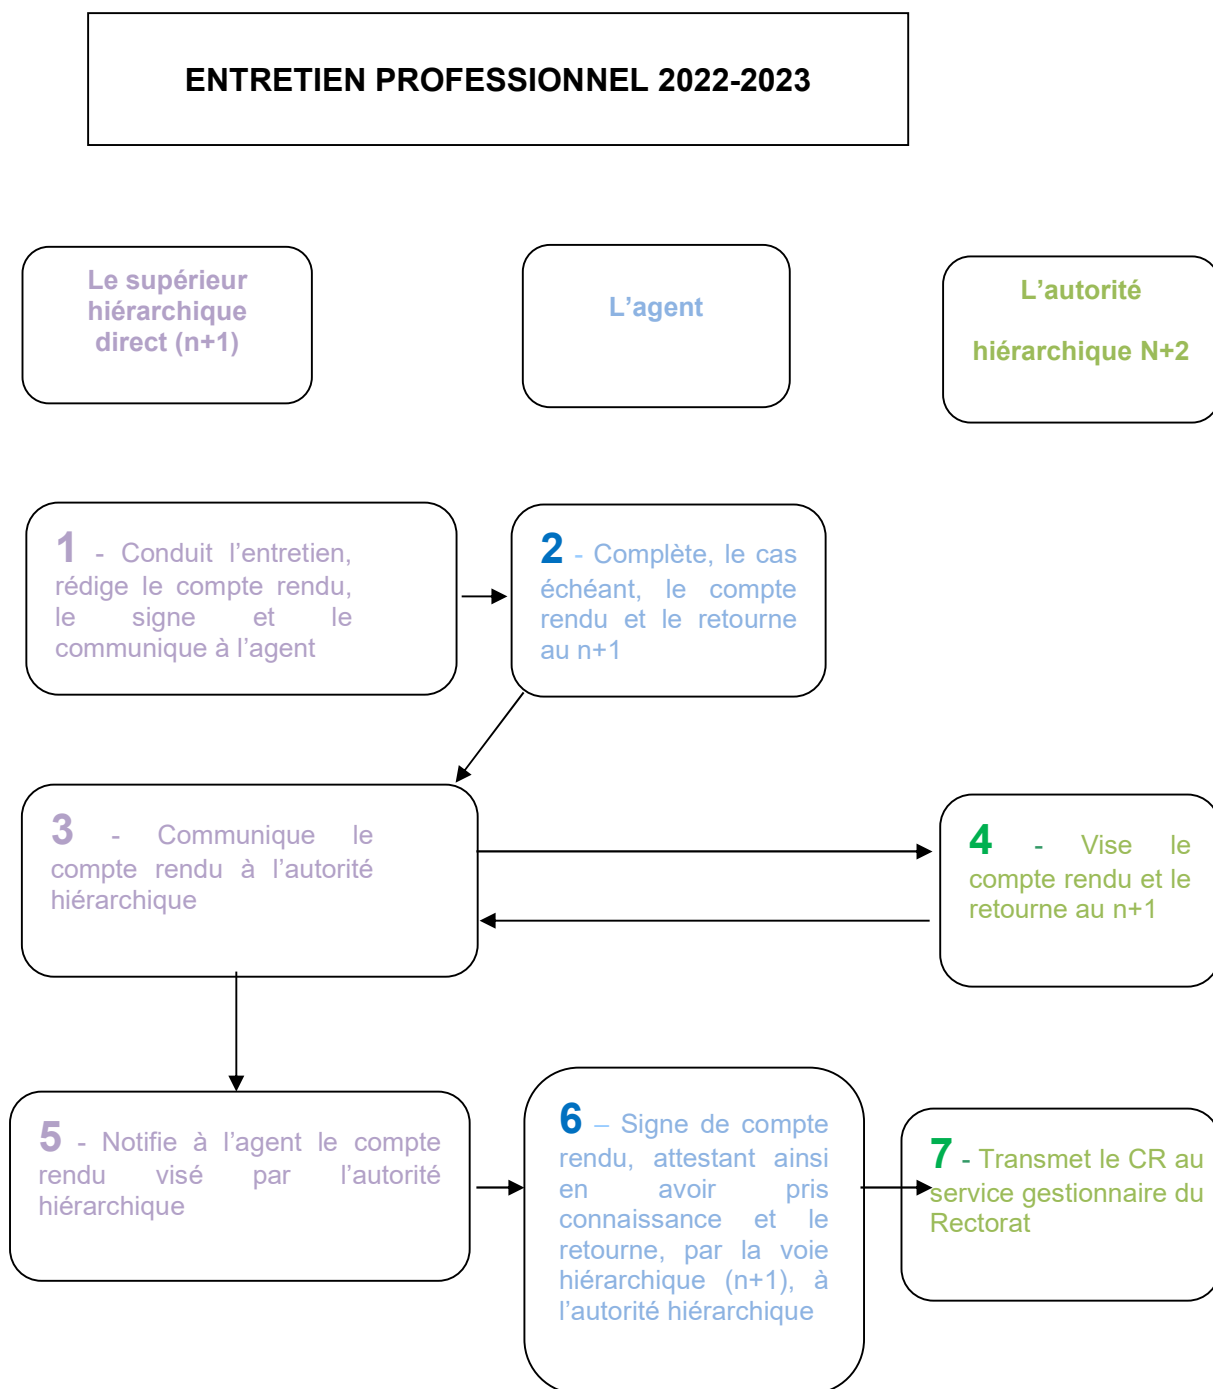 ENTRETIEN PROFESSIONNEL 2022-2023
Le supérieur
hiérarchique
direct (n+1)
L’agent
L’autorité
hiérarchique N+2
1 - Conduit l’entretien,
rédige le compte rendu,
le signe et le
communique à l’agent
2 - Complète, le cas
échéant, le compte
rendu et le retourne
au n+1
3 - Communique le
compte rendu à l’autorité
hiérarchique
4 - Vise le
compte rendu et le
retourne au n+1
5 - Notifie à l’agent le compte
rendu visé par l’autorité
hiérarchique
6 – Signe de compte
rendu, attestant ainsi
en avoir pris
connaissance et le
retourne, par la voie
hiérarchique (n+1), à
l’autorité hiérarchique
7 - Transmet le CR au
service gestionnaire du
Rectorat